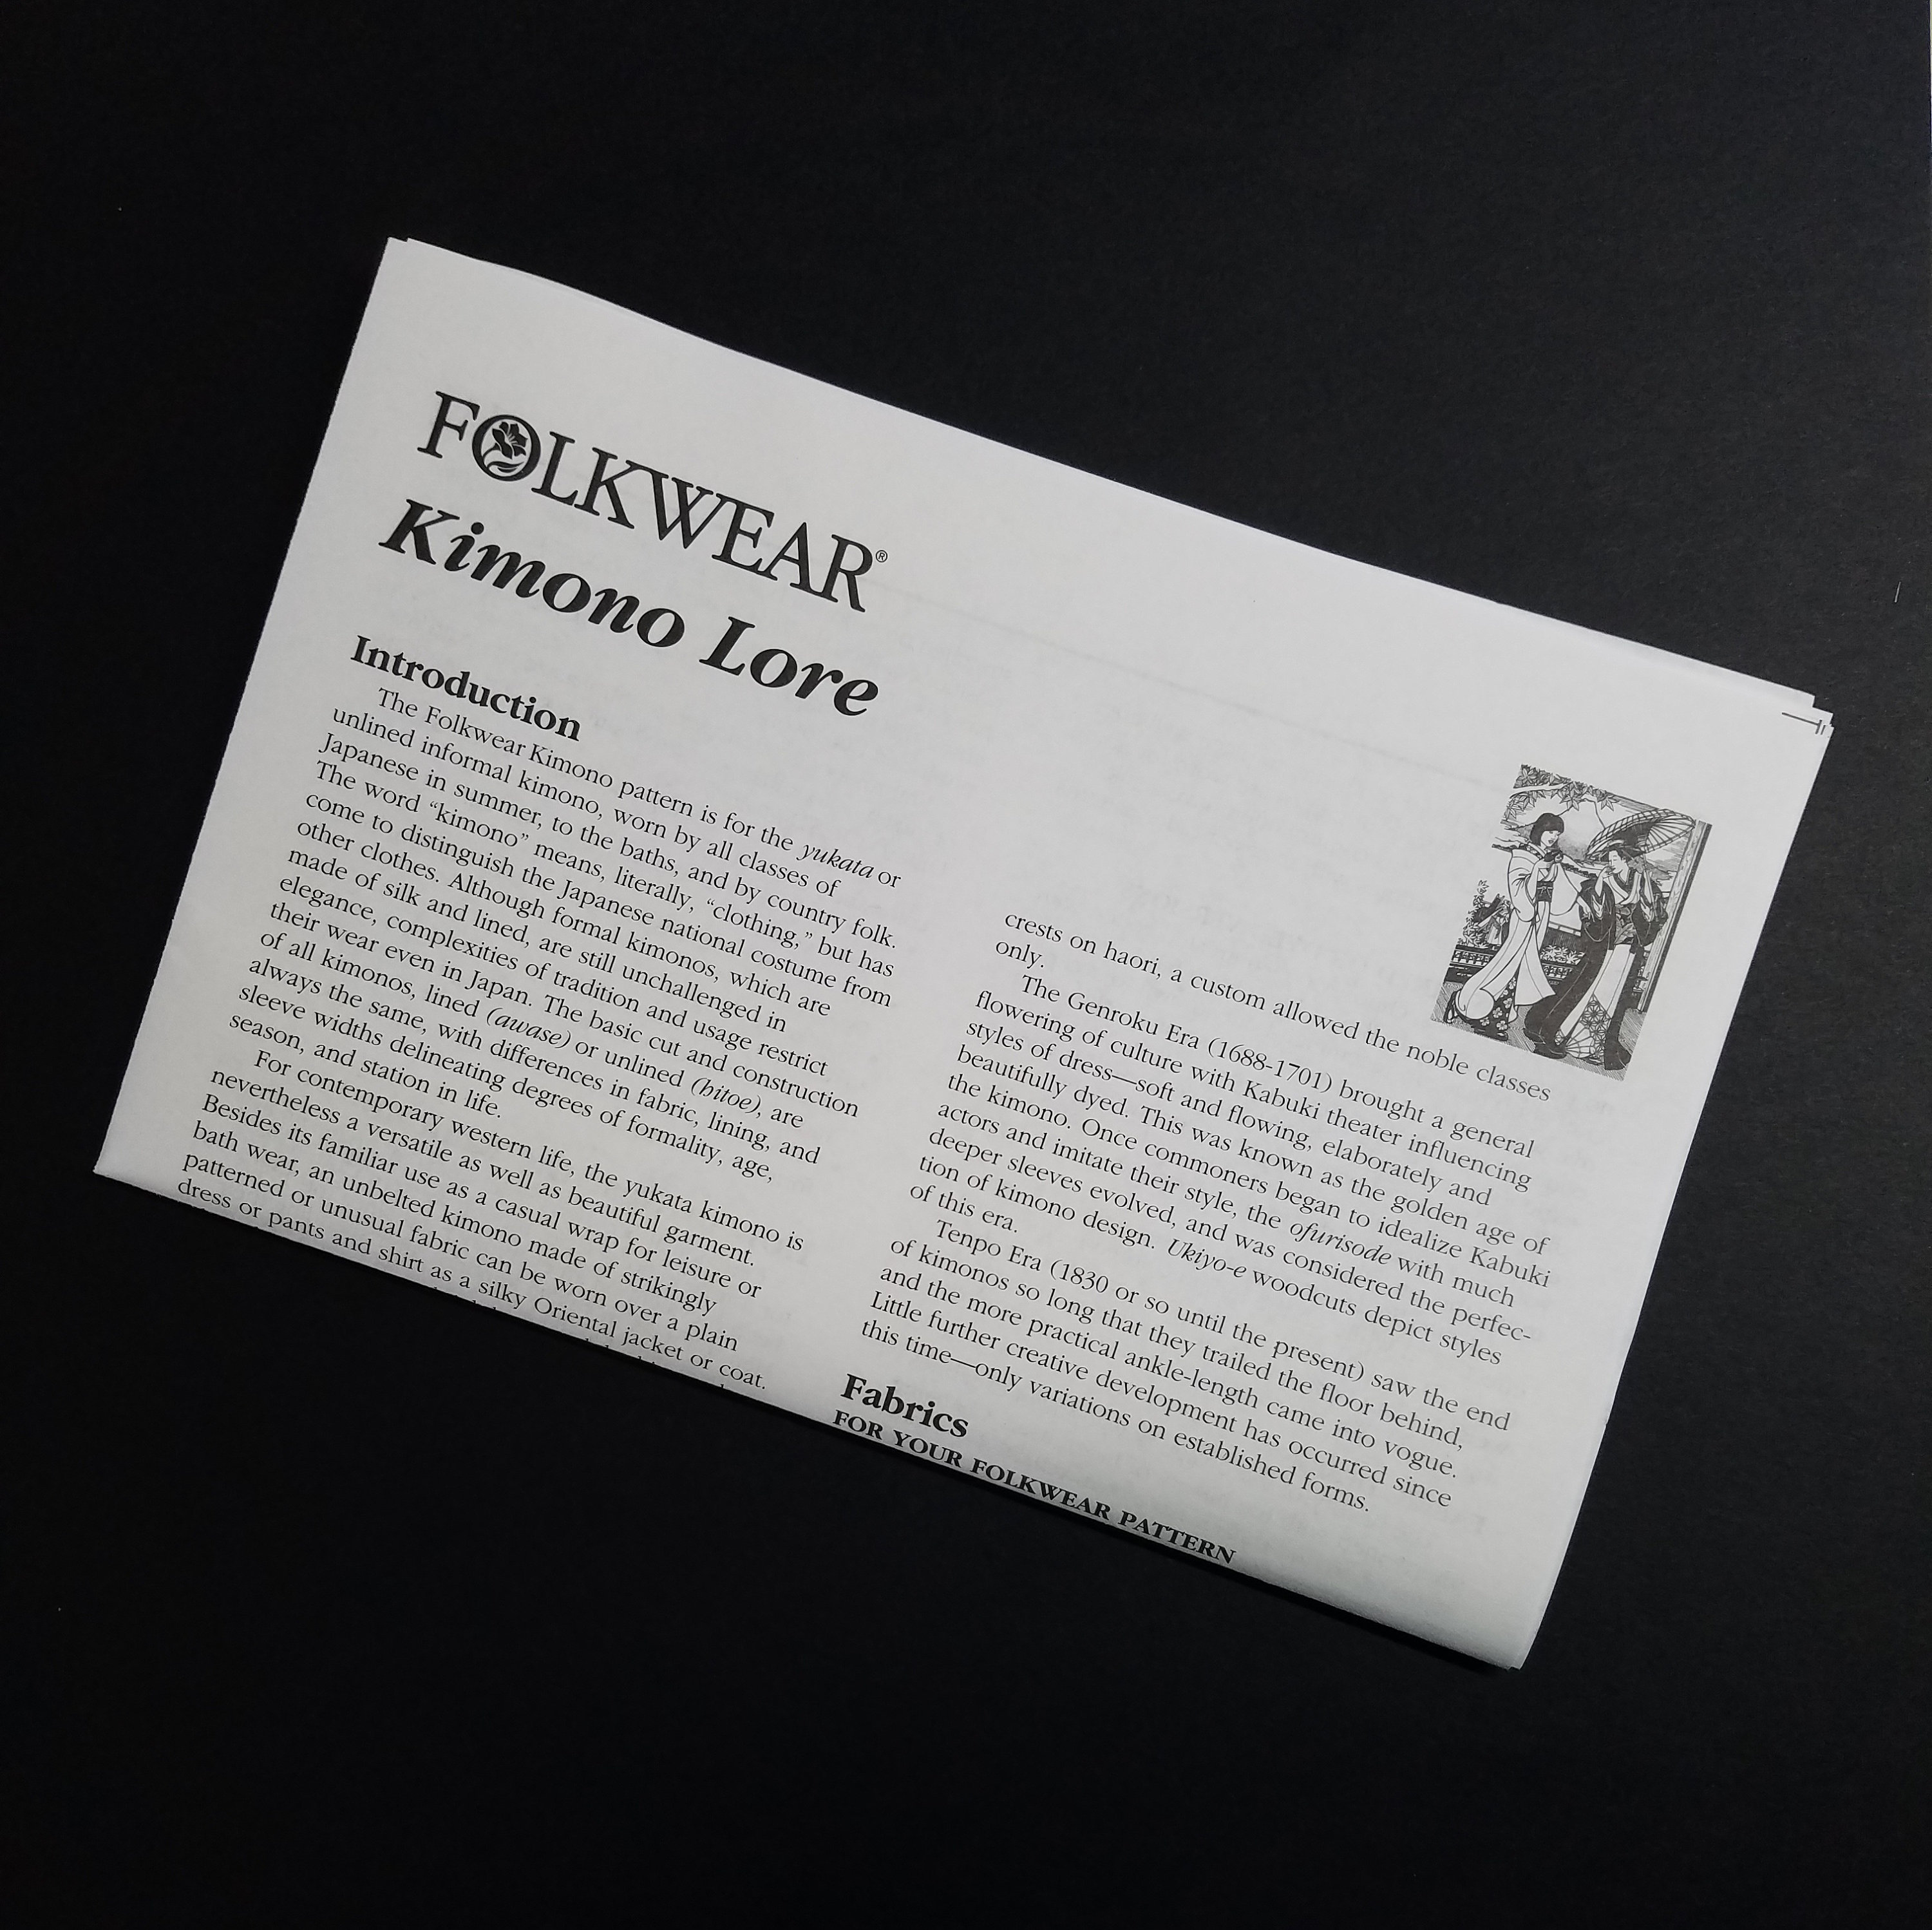 FOLKWEAR®
Kimono Lore
Introduction
The Folkwear Kimono pattern is for the yukata or
unlined informal kimono, worn by all classes of
Japanese in summer, to the baths, and by country folk.
The word “kimono” means, literally, “clothing,” but has
come to distinguish the Japanese national costume from
other clothes. Although formal kimonos, which are
made of silk and lined, are still unchallenged in
elegance, complexities of tradition and usage restrict
their wear even in Japan. The basic cut and construction
of all kimonos, lined (awase) or unlined (hitoe), are
always the same, with differences in fabric, lining, and
sleeve widths delineating degrees of formality, age,
season, and station in life.
For contemporary western life, the yukata kimono is
nevertheless a versatile as well as beautiful garment.
Besides its familiar use as a casual wrap for leisure or
bath wear, an unbelted kimono made of strikingly
patterned or unusual fabric can be worn over a plain
dress or pants and shirt as a silky Oriental jacket or coat.
crests on haori, a custom allowed the noble classes
only.
The Genroku Era (1688-1701) brought a general
flowering of culture with Kabuki theater influencing
styles of dress—soft and flowing, elaborately and
beautifully dyed. This was known as the golden age of
the kimono. Once commoners began to idealize Kabuki
actors and imitate their style, the ofurisode with much
deeper sleeves evolved, and was considered the perfec-
tion of kimono design. Ukiyo-e woodcuts depict styles
of this era.
Tenpo Era (1830 or so until the present) saw the end
of kimonos so long that they trailed the floor behind,
and the more practical ankle-length came into vogue.
Little further creative development has occurred since
this time—only variations on established forms.
Fabrics
FOR YOUR FOLKWEAR PATTERN